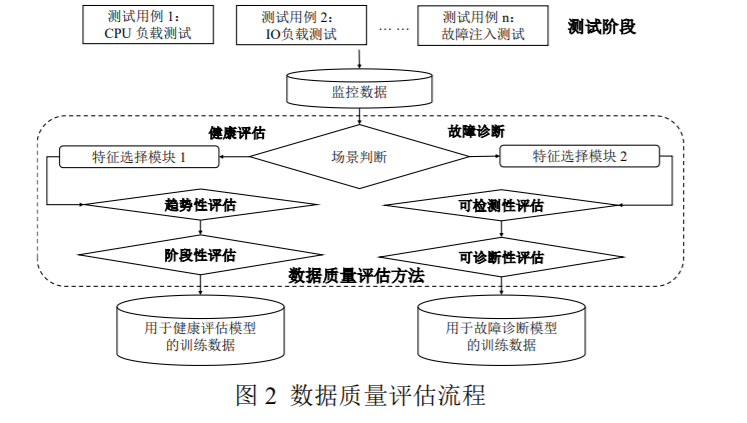 测试用例 1：
CPU 负载测试
测试用例 2：
IO负载测试
… …
测试用例 n：
故障注入测试
测试阶段
监控数据
健康评估
故障诊断
特征选择模块 1
场景判断
特征选择模块 2
趋势性评估
可检测性评估
阶段性评估
可诊断性评估
数据质量评估方法
用于健康评估模型
的训练数据
用于故障诊断模型
的训练数据
图 2 数据质量评估流程